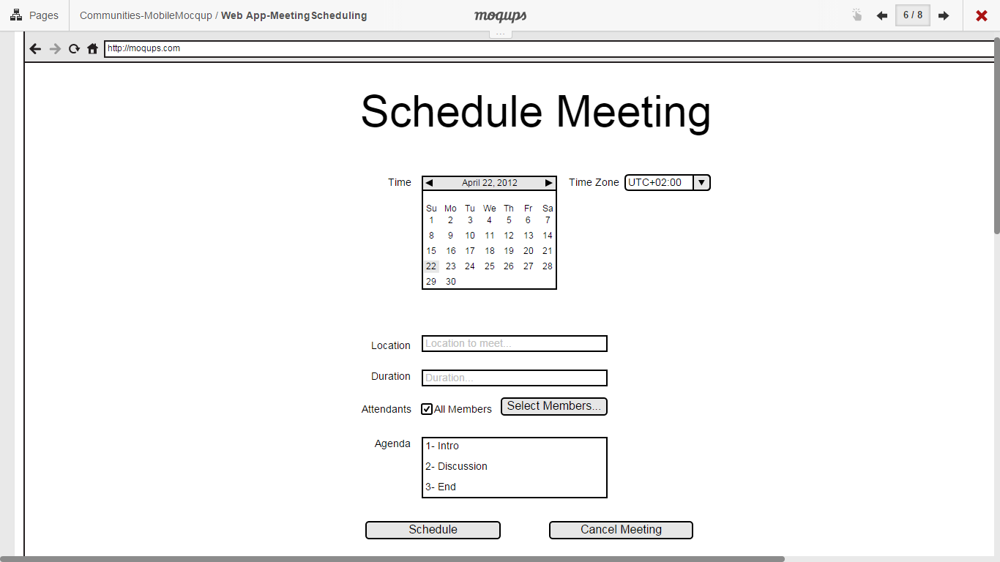 Pages
Communities-MobileMocqup / Web App-MeetingScheduling
moqups
6 / 8
...
http://moqups.com
Schedule Meeting
Time
April 22, 2012
Time Zone
UTC+02:00
Su Mo Tu We Th Fr Sa
1 2 3 4 5 6 7
8 9 10 11 12 13 14
15 16 17 18 19 20 21
22 23 24 25 26 27 28
29 30
Location
Location to meet...
Duration
Duration...
Attendants
All Members
Select Members...
Agenda
1- Intro
2- Discussion
3- End
Schedule
Cancel Meeting